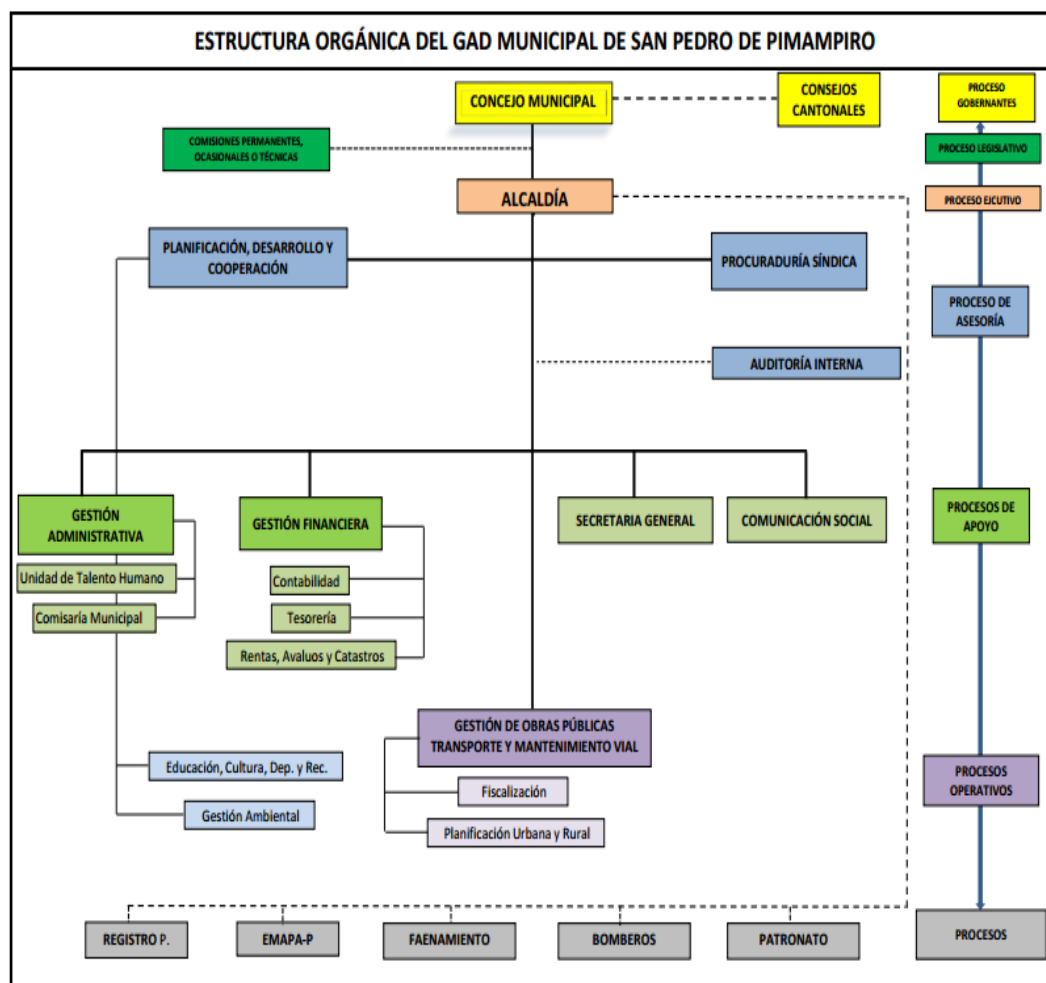 ESTRUCTURA ORGÁNICA DEL GAD MUNICIPAL DE SAN PEDRO DE PIMAMPIRO
CONCEJO MUNICIPAL
CONSEJOS
CANTONALES
PROCESO
GOBERNANTES
COMISIONES PERMANENTES,
OCASIONALES O TÉCNICAS
PROCESO LEGISLATIVO
ALCALDÍA
PROCESO EJCUTIVO
PLANIFICACIÓN, DESARROLLO Y
COOPERACIÓN
PROCURADURÍA SÍNDICA
PROCESO DE
ASESORÍA
AUDITORÍA INTERNA
GESTIÓN
ADMINISTRATIVA
GESTIÓN FINANCIERA
SECRETARIA GENERAL
COMUNICACIÓN SOCIAL
PROCESOS DE
APOYO
Unidad de Talento Humano
Comisaría Municipal
Contabilidad
Tesorería
Rentas, Avaluos y Catastros
GESTIÓN DE OBRAS PÚBLICAS
TRANSPORTE Y MANTENIMIENTO VIAL
Educación, Cultura, Dep. y Rec.
Gestión Ambiental
Fiscalización
Planificación Urbana y Rural
PROCESOS
OPERATIVOS
REGISTRO P.
EMAPA-P
FAENAMIENTO
BOMBEROS
PATRONATO
PROCESOS